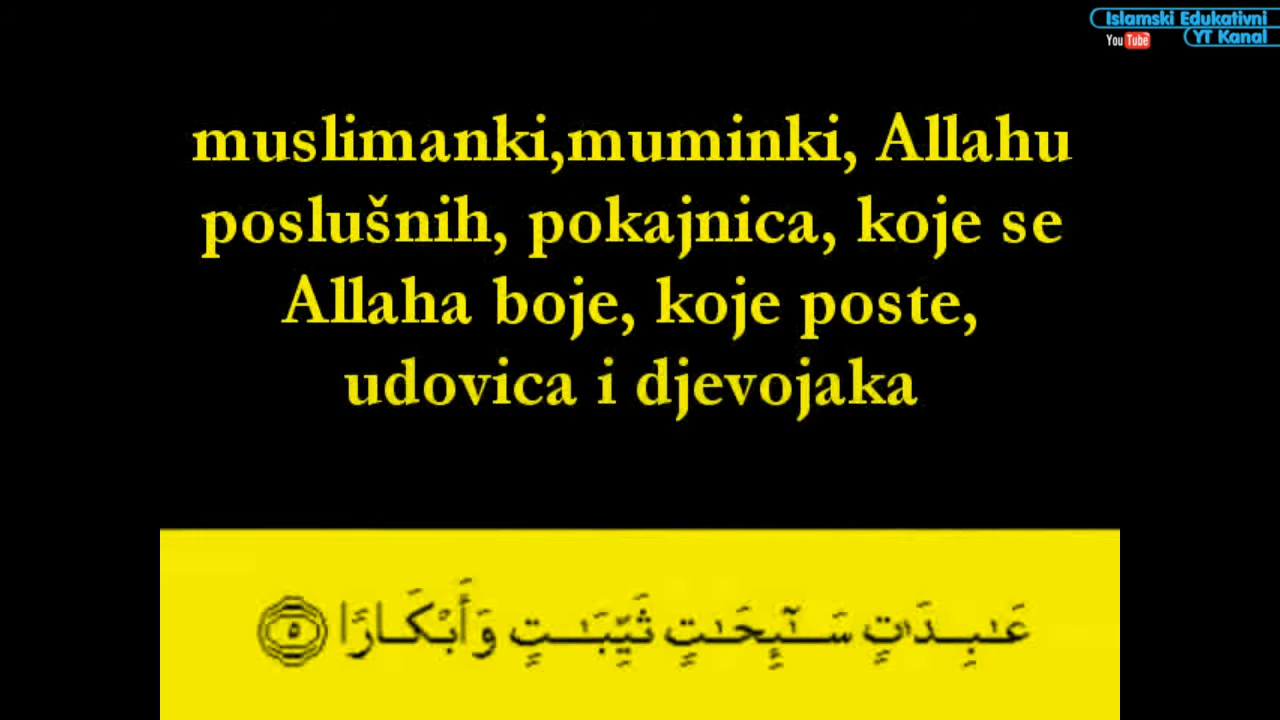 Islamski Edukativni
YouTube YT Kanal
muslimanki,muminki, Allahu
poslušnih, pokajnica, koje se
Allaha boje, koje poste,
udovica i djevojaka
عَـٰبِدَٰتٍ سَـٰٓئِحَـٰتٍ ثَيِّبَـٰتٍ وَأَبْكَارًا ٥